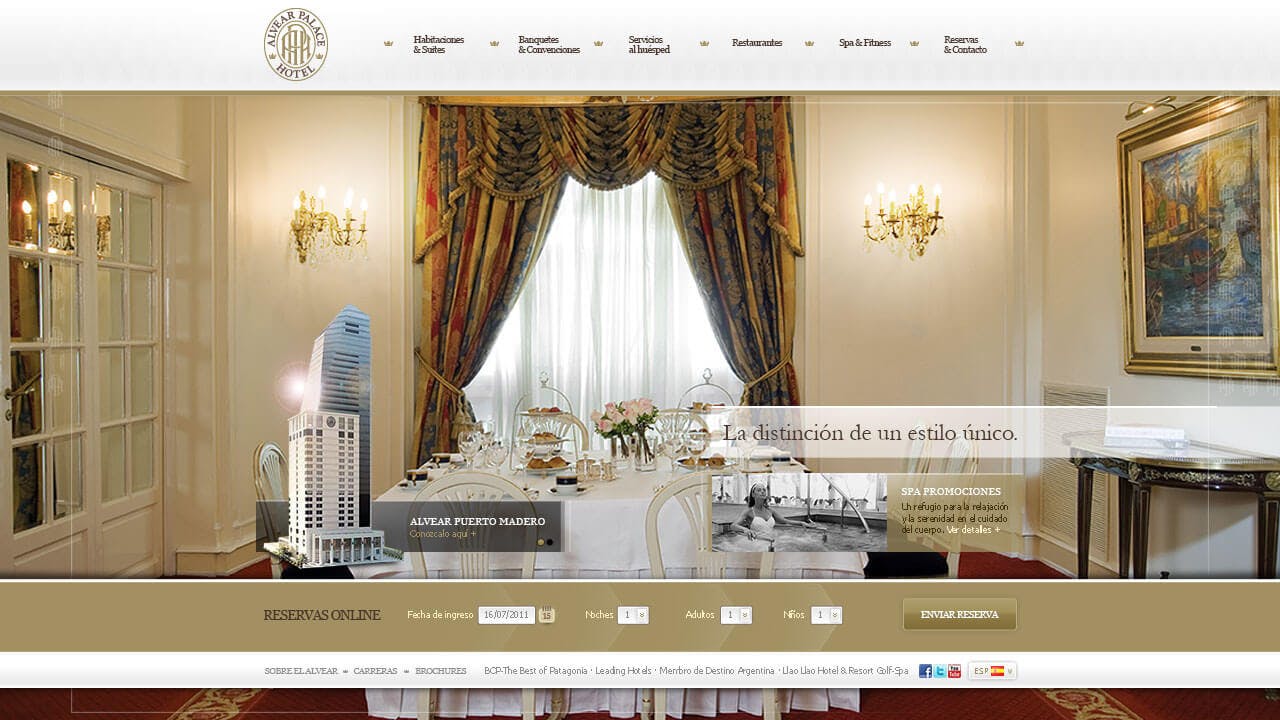 ALVEAR PALACE
HOTEL
Habitaciones
& Suites
Banquetes
& Convenciones
Servicios
al huésped
Restaurantes
Spa & Fitness
Reservas
& Contacto
La distinción de un estilo único.
ALVEAR PUERTO MADERO
Conozcalo aquí +
SPA PROMOCIONES
Un refugio para la relajación
y la serenidad en el cuidado
del cuerpo. Ver detalles +
RESERVAS ONLINE
Fecha de ingreso 16/07/2011 15
Noches 1
Adultos 1
Niños 1
ENVIAR RESERVA
SOBRE EL ALVEAR CARRERAS BROCHURES
BCP-The Best of Patagonia · Leading Hotels · Membro de Destino Argentina · Llao Llao Hotel & Resort Golf-Spa
You Tube
ESP